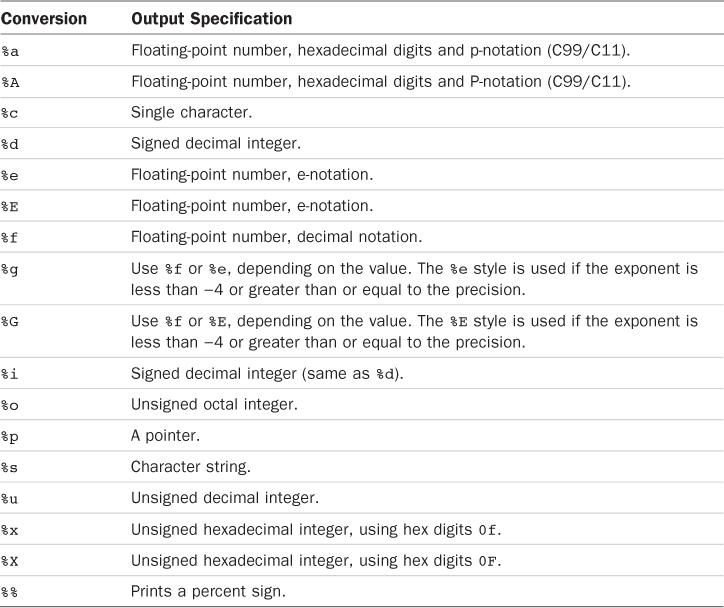 Conversion Output Specification
%a Floating-point number, hexadecimal digits and p-notation (C99/C11).
%A Floating-point number, hexadecimal digits and P-notation (C99/C11).
%c Single character.
%d Signed decimal integer.
%e Floating-point number, e-notation.
%E Floating-point number, e-notation.
%f Floating-point number, decimal notation.
%g Use %f or %e, depending on the value. The %e style is used if the exponent is
less than −4 or greater than or equal to the precision.
%G Use %f or %E, depending on the value. The %E style is used if the exponent is
less than −4 or greater than or equal to the precision.
%i Signed decimal integer (same as %d).
%o Unsigned octal integer.
%p A pointer.
%s Character string.
%u Unsigned decimal integer.
%x Unsigned hexadecimal integer, using hex digits 0f.
%X Unsigned hexadecimal integer, using hex digits 0F.
%% Prints a percent sign.